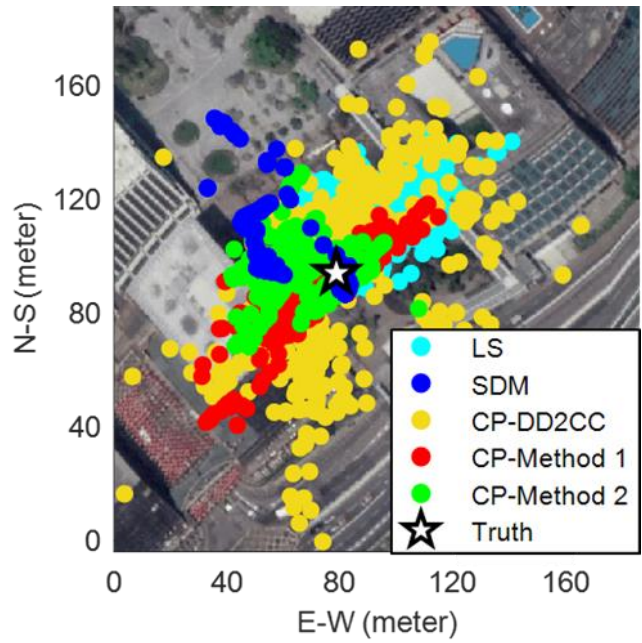 160
120
80
40
0
N-S (meter)
LS
SDM
CP-DD2CC
CP-Method 1
CP-Method 2
Truth
0 40 80 120 160
E-W (meter)